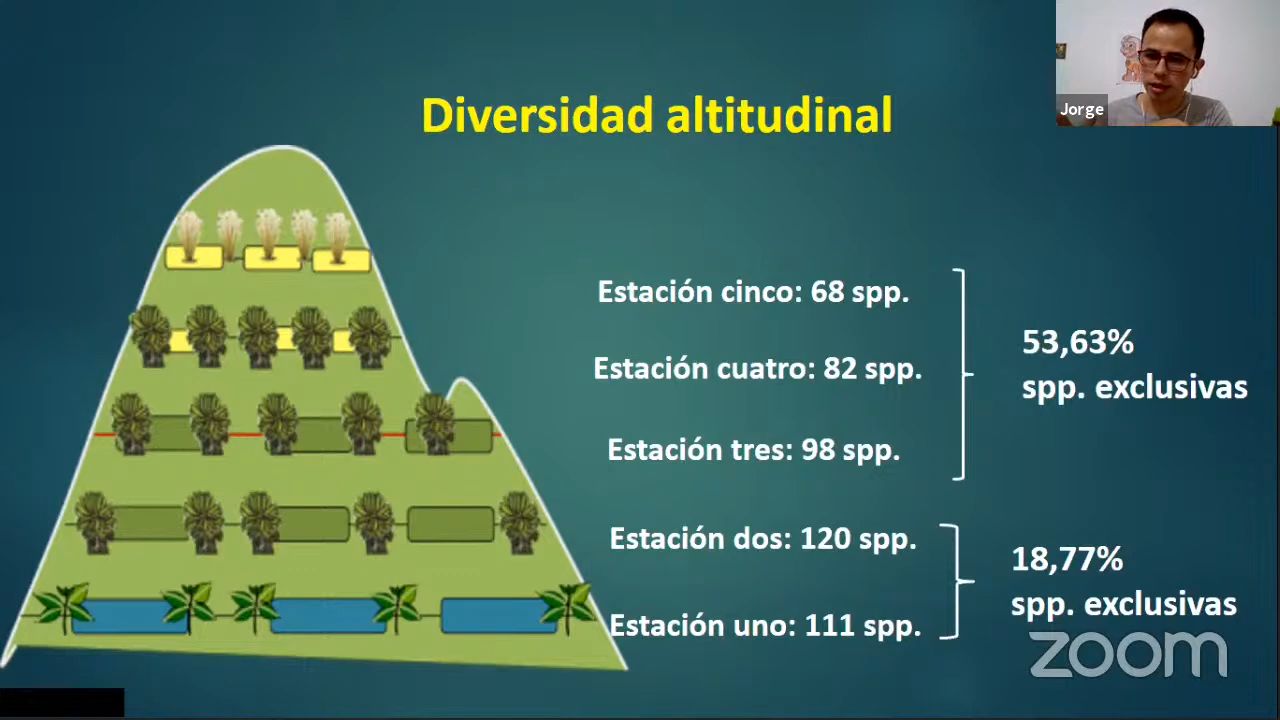 Jorge
Diversidad altitudinal
Estación cinco: 68 spp.
Estación cuatro: 82 spp.
Estación tres: 98 spp.
53,63%
spp. exclusivas
Estación dos: 120 spp.
Estación uno: 111 spp.
18,77%
spp. exclusivas
zoom